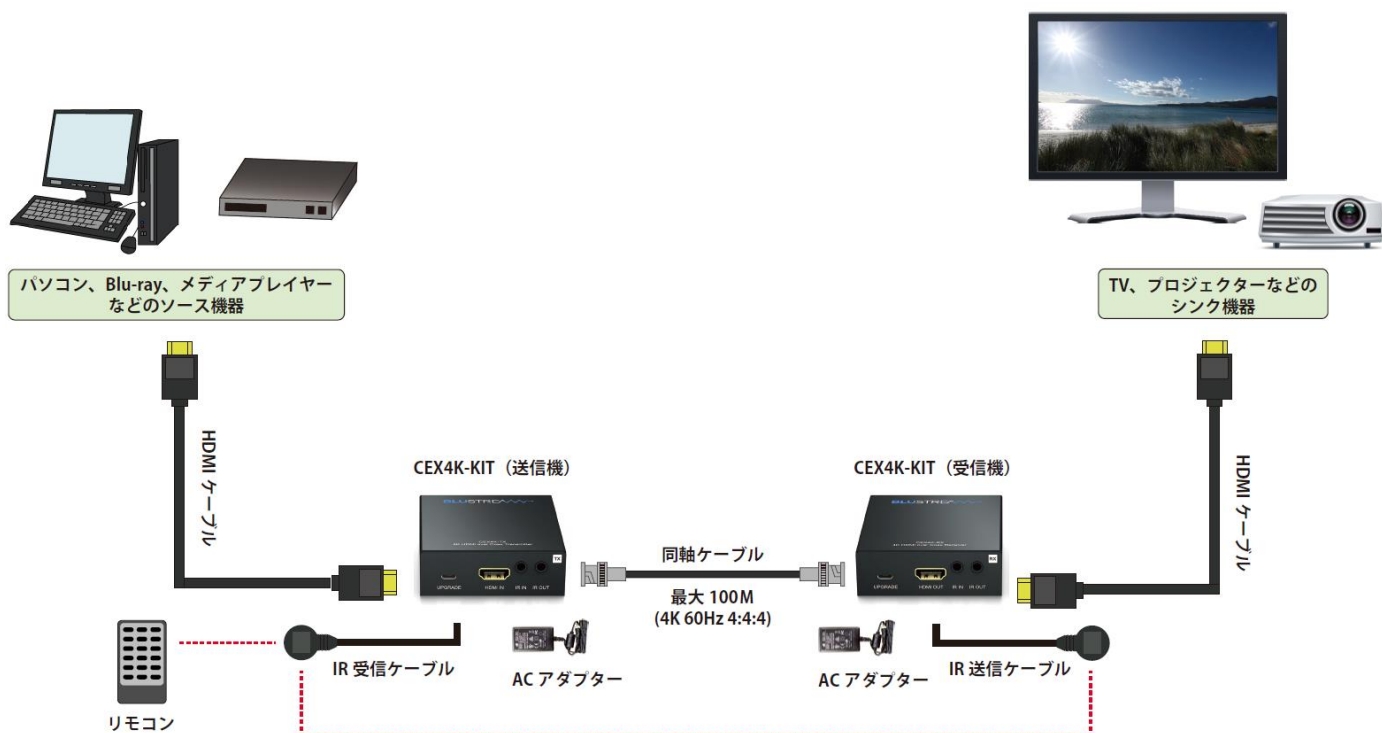 パソコン、Blu-ray、メディアプレイヤー
などのソース機器
TV、プロジェクターなどの
シンク機器
HDMI ケーブル
CEX4K-KIT（送信機）
CEX4K-KIT（受信機）
HDMI ケーブル
BLUSTREAM
TX
UPGRADE HDMI IN IR IN IR OUT
同軸ケーブル
最大 100M
(4K 60Hz 4:4:4)
BLUSTREAM
RX
UPGRADE HDMI OUT IR IN IR OUT
IR 受信ケーブル
AC アダプター
AC アダプター
IR 送信ケーブル
リモコン